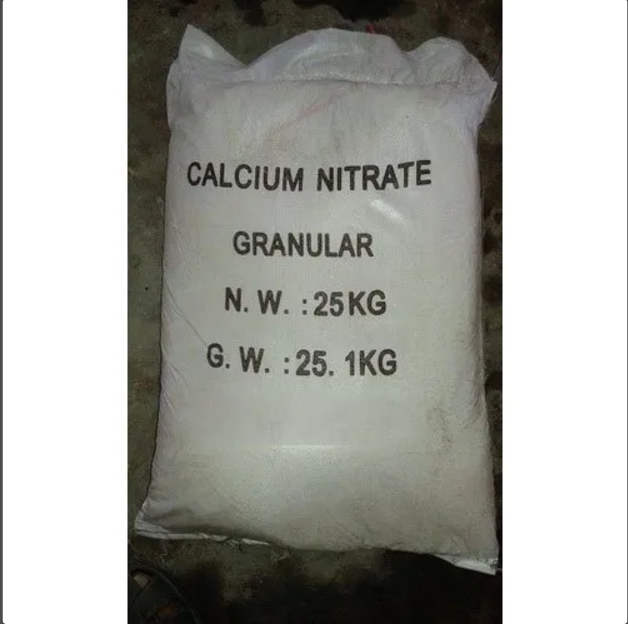 CALCIUM NITRATE
GRANULAR
N. W. :25KG
G. W. :25. 1KG